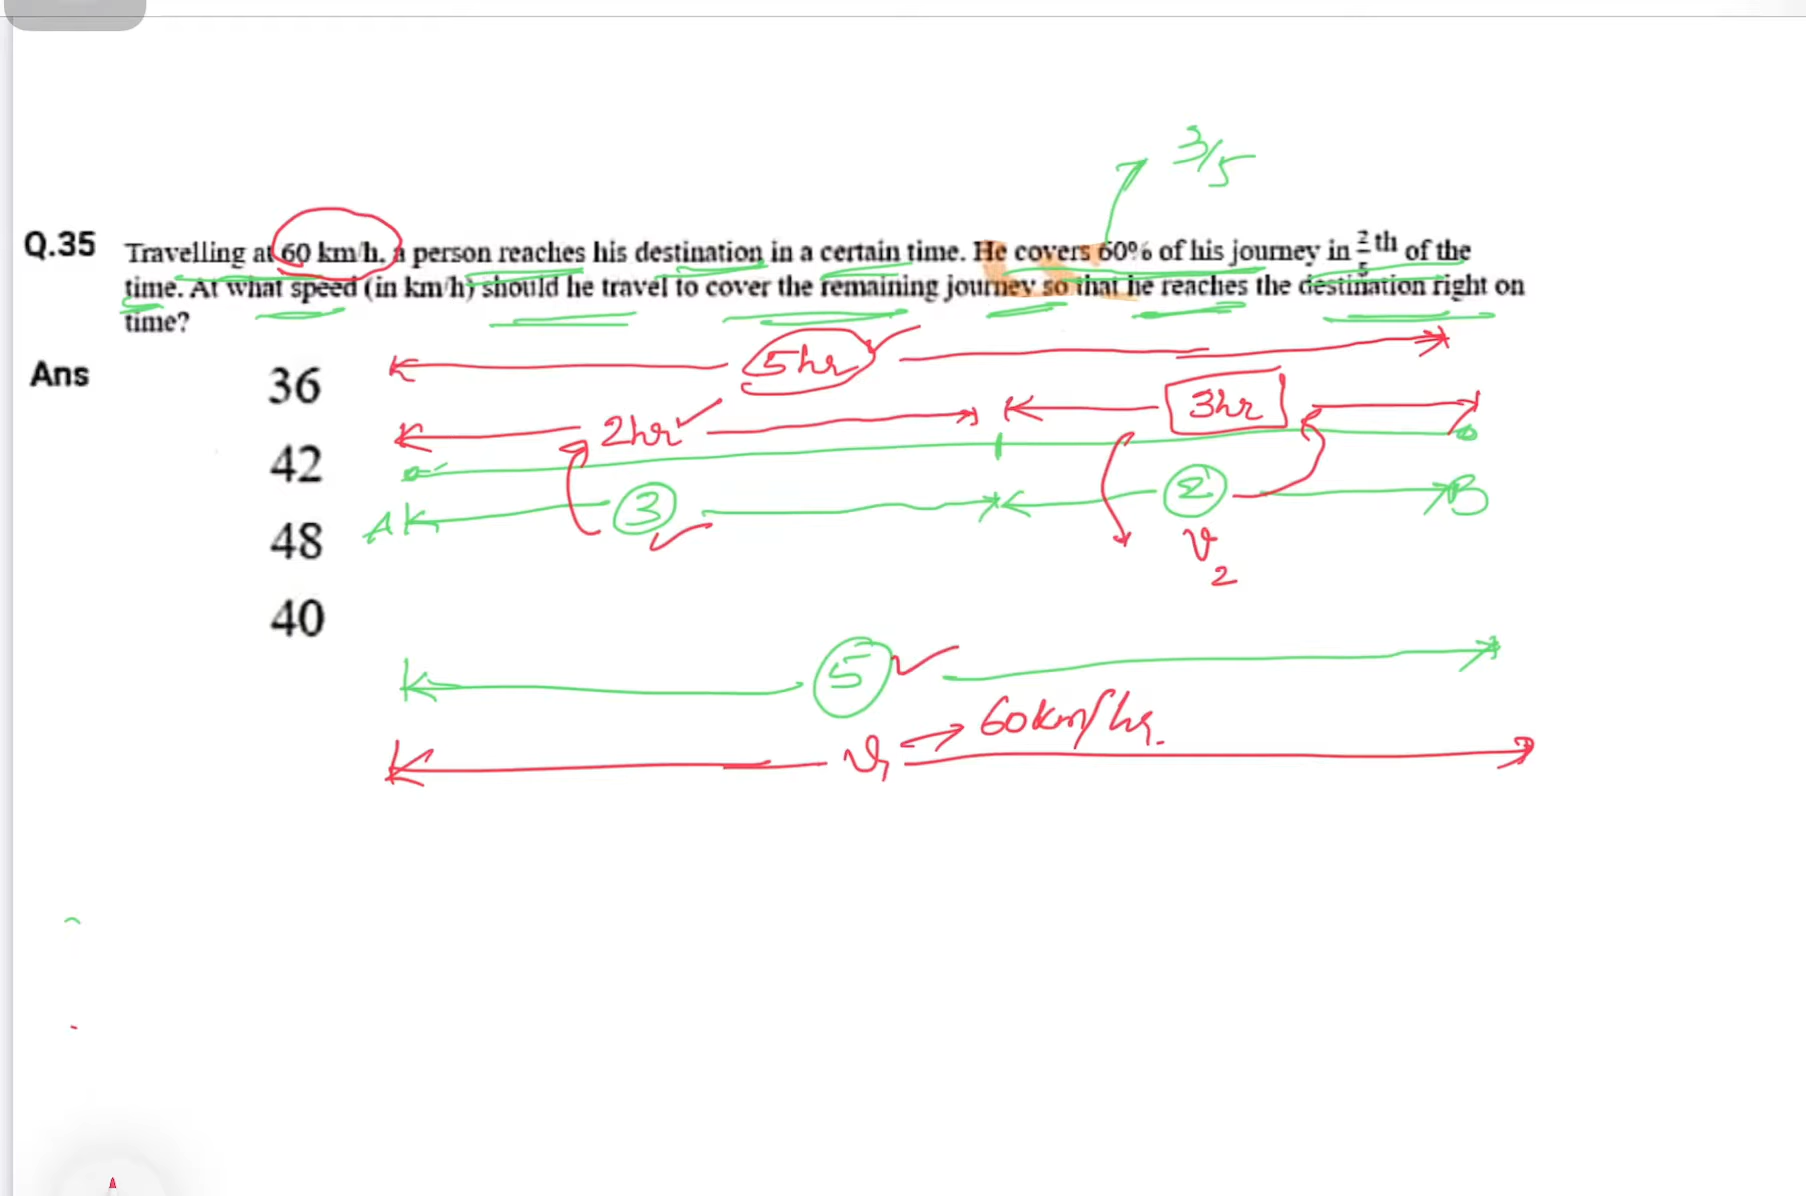 3/5
Q.35 Travelling at 60 km/h, a person reaches his destination in a certain time. He covers 60% of his journey in 2/5 th of the
time. At what speed (in km/h) should he travel to cover the remaining journey so that he reaches the destination right on
time?
Ans
5hr
36
2hr 3hr
42
A 3 2 B
48
v2
40
5
60km/hr.
v1